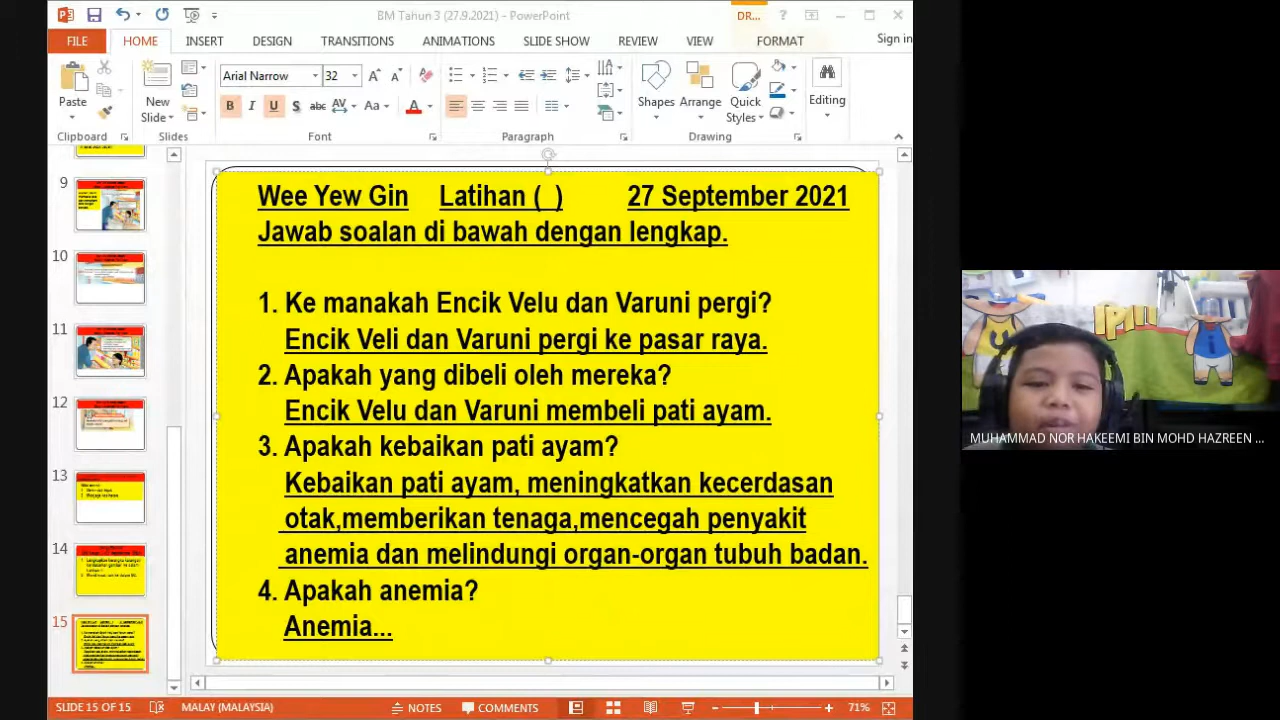 BM Tahun 3 (27.9.2021) - PowerPoint
DR...
?
FILE
HOME
INSERT
DESIGN
TRANSITIONS
ANIMATIONS
SLIDE SHOW
REVIEW
VIEW
FORMAT
Sign in
Arial Narrow
32
Paste
New Slide
B I U S abc AV Aa A
Shapes
Arrange
Quick Styles
Editing
Clipboard
Slides
Font
Paragraph
Drawing
9
10
11
12
13
14
15
Wee Yew Gin Latihan ( ) 27 September 2021
Jawab soalan di bawah dengan lengkap.
1. Ke manakah Encik Velu dan Varuni pergi?
Encik Veli dan Varuni pergi ke pasar raya.
2. Apakah yang dibeli oleh mereka?
Encik Velu dan Varuni membeli pati ayam.
3. Apakah kebaikan pati ayam?
Kebaikan pati ayam, meningkatkan kecerdasan
otak,memberikan tenaga,mencegah penyakit
anemia dan melindungi organ-organ tubuh badan.
4. Apakah anemia?
Anemia...
MUHAMMAD NOR HAKEEMI BIN MOHD HAZREEN ...
SLIDE 15 OF 15
MALAY (MALAYSIA)
NOTES
COMMENTS
71%